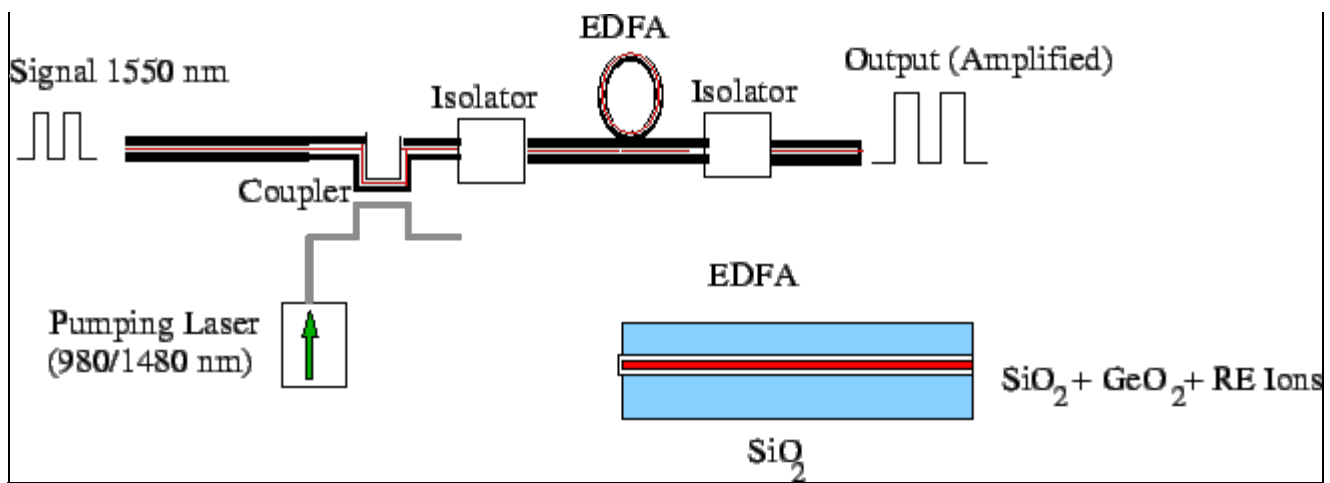 EDFA
Signal 1550 nm
Output (Amplified)
Isolator
Isolator
Coupler
EDFA
Pumping Laser
(980/1480 nm)
SiO2 + GeO2 + RE Ions
SiO2